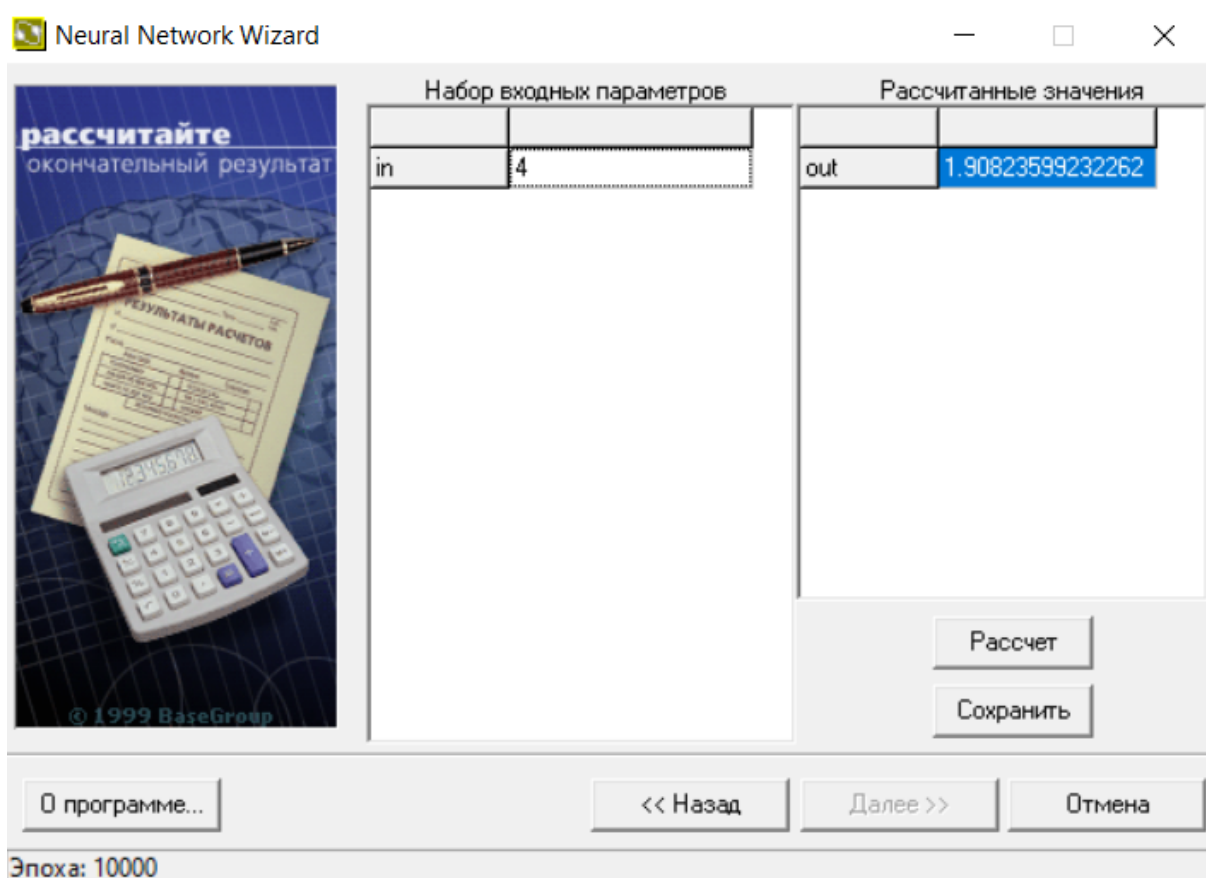 Neural Network Wizard
рассчитайте
окончательный результат
РЕЗУЛЬТАТЫ РАСЧЕТОВ
12345678.
© 1999 BaseGroup
Набор входных параметров
in 4
Рассчитанные значения
out 1.90823599232262
Рассчет
Сохранить
О программе...
<< Назад
Далее >>
Отмена
Эпоха: 10000